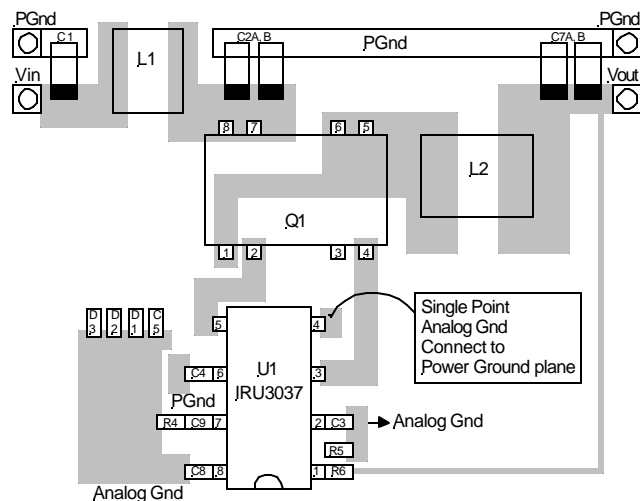 PGnd
C1
L1
C2A, B
PGnd
C7A, B
PGnd
Vin
Vout
8 7 6 5
L2
Q1
1 2 3 4
D3 D2 D1 C5
5 4
Single Point
Analog Gnd
Connect to
Power Ground plane
C4 6 3
U1
IRU3037
PGnd
R4 C9 7 2 C3
Analog Gnd
R5
C8 8 1 R6
Analog Gnd